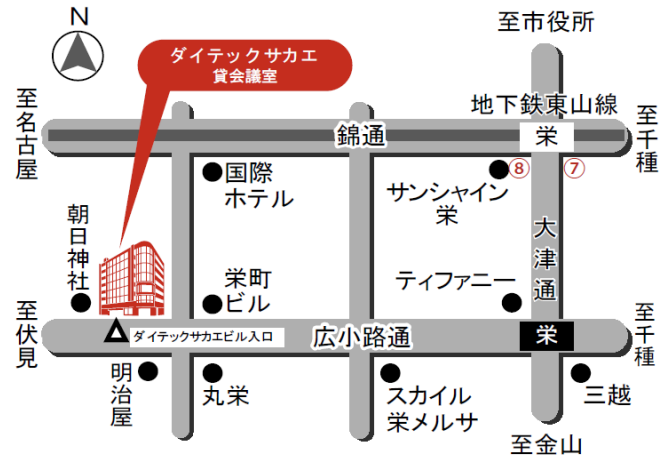 N
ダイテックサカエ
貸会議室
至市役所
至名古屋
地下鉄東山線
錦通
栄
至千種
国際
ホテル
⑧
⑦
サンシャイン
栄
朝日神社
大津通
栄町
ビル
ティファニー
至伏見
ダイテックサカエビル入口
広小路通
栄
至千種
明治屋
丸栄
スカイル
栄メルサ
三越
至金山